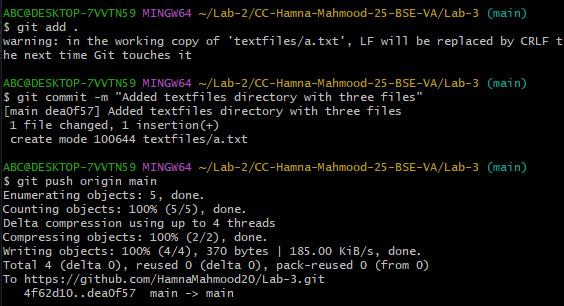 ABC@DESKTOP-7VVTN59 MINGW64 ~/Lab-2/CC-Hamna-Mahmood-25-BSE-VA/Lab-3 (main)
$ git add .
warning: in the working copy of 'textfiles/a.txt', LF will be replaced by CRLF t
he next time Git touches it

ABC@DESKTOP-7VVTN59 MINGW64 ~/Lab-2/CC-Hamna-Mahmood-25-BSE-VA/Lab-3 (main)
$ git commit -m "Added textfiles directory with three files"
[main dea0f57] Added textfiles directory with three files
 1 file changed, 1 insertion(+)
 create mode 100644 textfiles/a.txt

ABC@DESKTOP-7VVTN59 MINGW64 ~/Lab-2/CC-Hamna-Mahmood-25-BSE-VA/Lab-3 (main)
$ git push origin main
Enumerating objects: 5, done.
Counting objects: 100% (5/5), done.
Delta compression using up to 4 threads
Compressing objects: 100% (2/2), done.
Writing objects: 100% (4/4), 370 bytes | 185.00 KiB/s, done.
Total 4 (delta 0), reused 0 (delta 0), pack-reused 0 (from 0)
To https://github.com/HamnaMahmood20/Lab-3.git
   4f62d10..dea0f57  main -> main